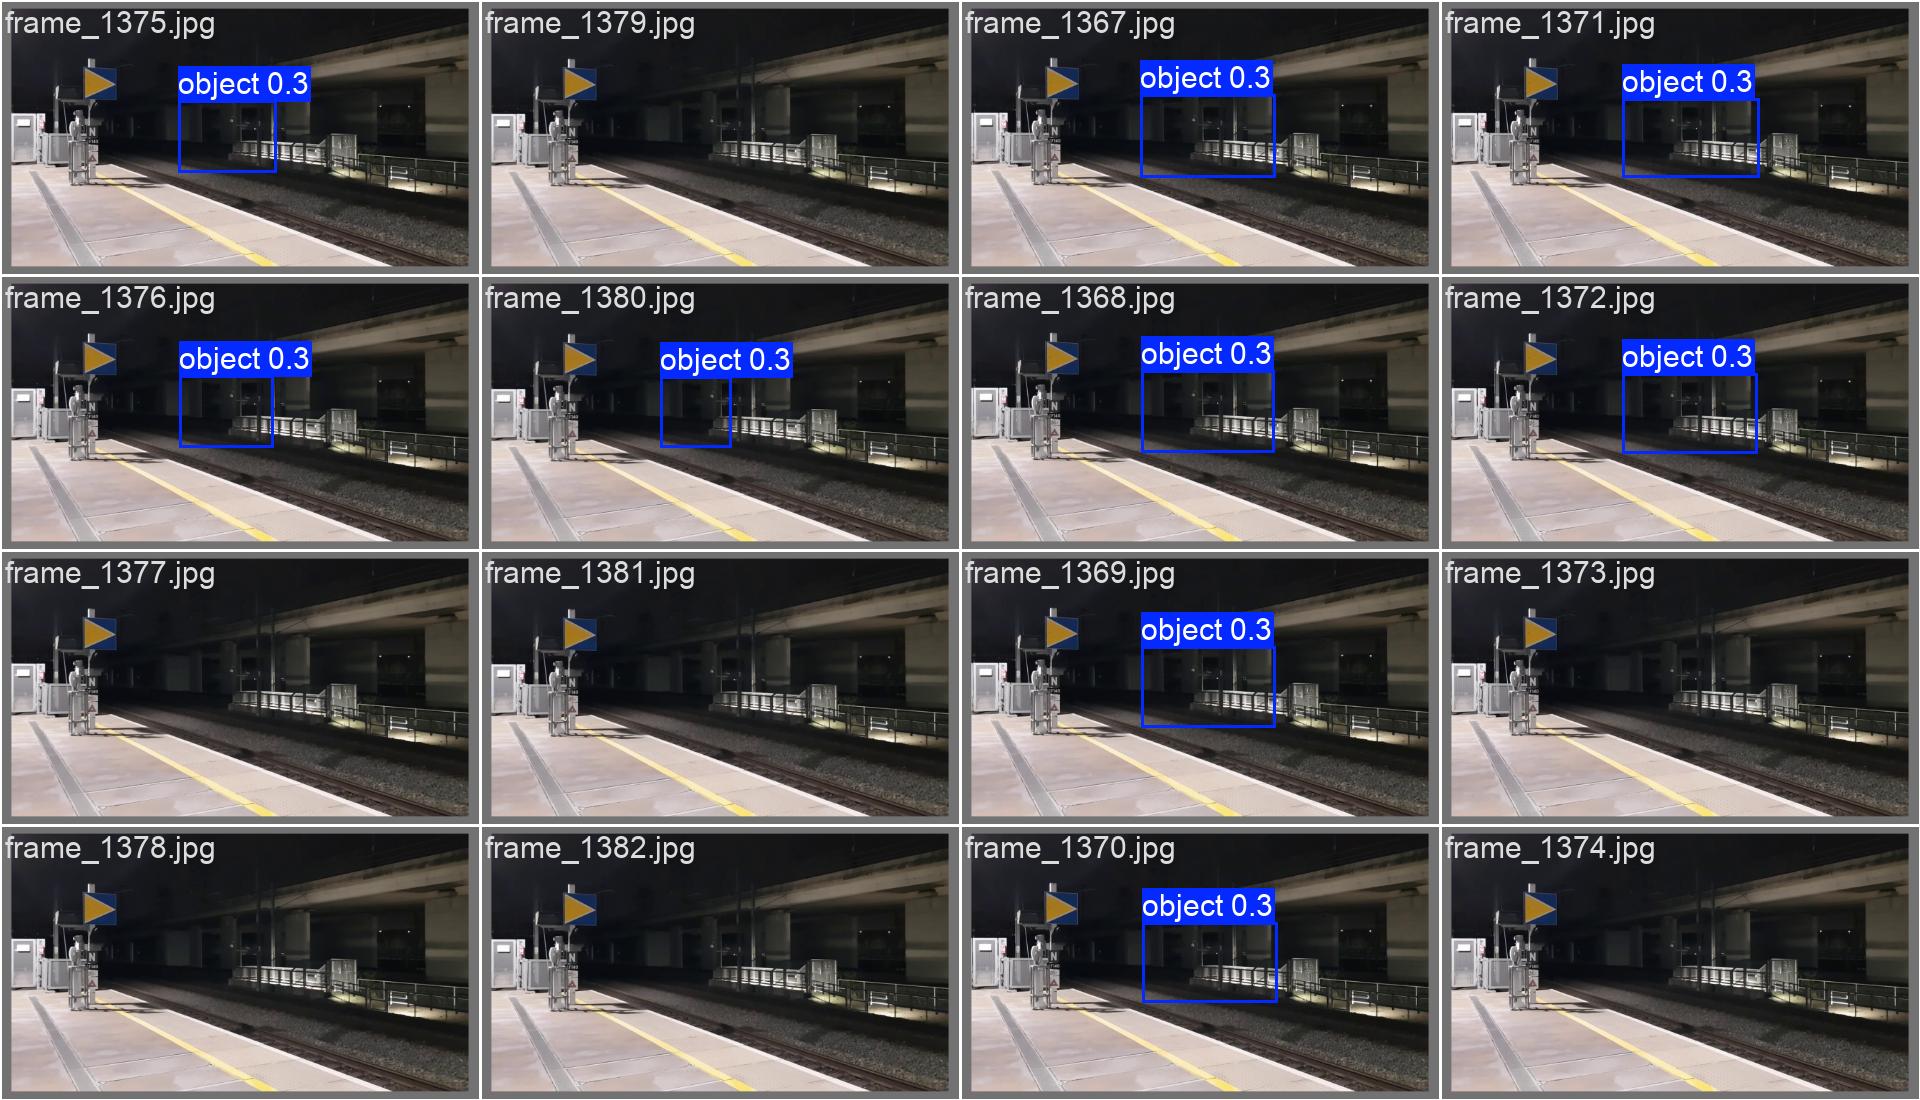 frame_1375.jpg
object 0.3
N
frame_1379.jpg
N
frame_1367.jpg
object 0.3
N
frame_1371.jpg
object 0.3
N
frame_1376.jpg
object 0.3
N
frame_1380.jpg
object 0.3
N
frame_1368.jpg
object 0.3
N
frame_1372.jpg
object 0.3
N
frame_1377.jpg
N
frame_1381.jpg
N
frame_1369.jpg
object 0.3
N
frame_1373.jpg
N
frame_1378.jpg
N
frame_1382.jpg
N
frame_1370.jpg
object 0.3
N
frame_1374.jpg
N